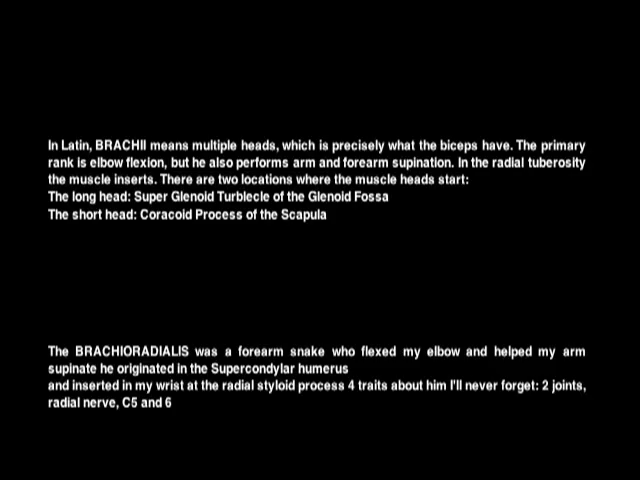 In Latin, BRACHII means multiple heads, which is precisely what the biceps have. The primary
rank is elbow flexion, but he also performs arm and forearm supination. In the radial tuberosity
the muscle inserts. There are two locations where the muscle heads start:
The long head: Super Glenoid Turblecle of the Glenoid Fossa
The short head: Coracoid Process of the Scapula
The BRACHIORADIALIS was a forearm snake who flexed my elbow and helped my arm
supinate he originated in the Supercondylar humerus
and inserted in my wrist at the radial styloid process 4 traits about him I'll never forget: 2 joints,
radial nerve, C5 and 6